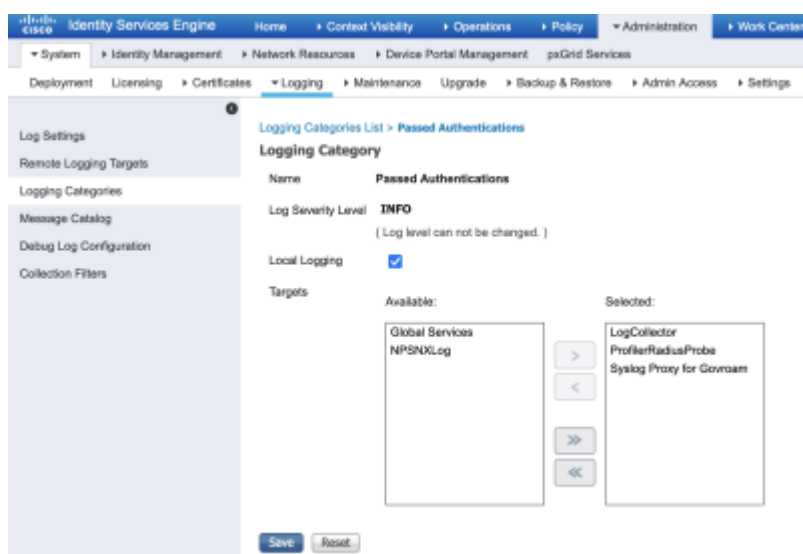 cisco Identity Services Engine Home Context Visibility Operations Policy Administration Work Center
System Identity Management Network Resources Device Portal Management pxGrid Services
Deployment Licensing Certificates Logging Maintenance Upgrade Backup & Restore Admin Access Settings
Log Settings
Remote Logging Targets
Logging Categories
Message Catalog
Debug Log Configuration
Collection Filters
Logging Categories List > Passed Authentications
Logging Category
Name Passed Authentications
Log Severity Level INFO
( Log level can not be changed. )
Local Logging
Targets
Available:
Global Services
NPSNXLog
Selected:
LogCollector
ProfilerRadiusProbe
Syslog Proxy for Govroam
Save Reset